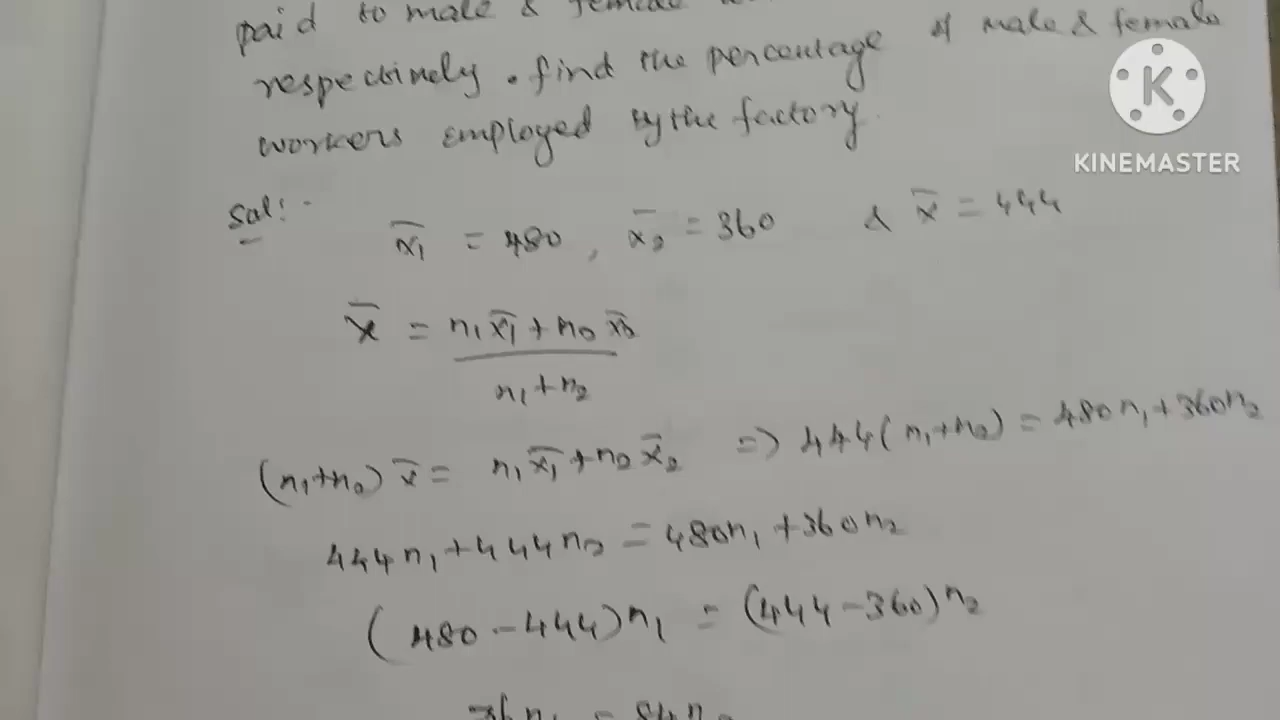 paid to male & female
respectively. find the percentage of male & female
workers employed by the factory.
K
KINEMASTER
Sol:-
x̄₁ = 480, x̄₂ = 360 & x̄ = 444
x̄ = n₁x̄₁ + n₂x̄₂
n₁+n₂
(n₁+n₂) x̄ = n₁x̄₁+n₂x̄₂ => 444(n₁+n₂) = 480n₁+360n₂
444n₁+444n₂ = 480n₁+360n₂
(480-444)n₁ = (444-360)n₂
36n₁ = 84n₂